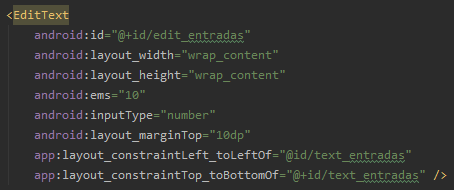 <EditText
android:id="@+id/edit_entradas"
android:layout_width="wrap_content"
android:layout_height="wrap_content"
android:ems="10"
android:inputType="number"
android:layout_marginTop="10dp"
app:layout_constraintLeft_toLeftOf="@id/text_entradas"
app:layout_constraintTop_toBottomOf="@+id/text_entradas" />